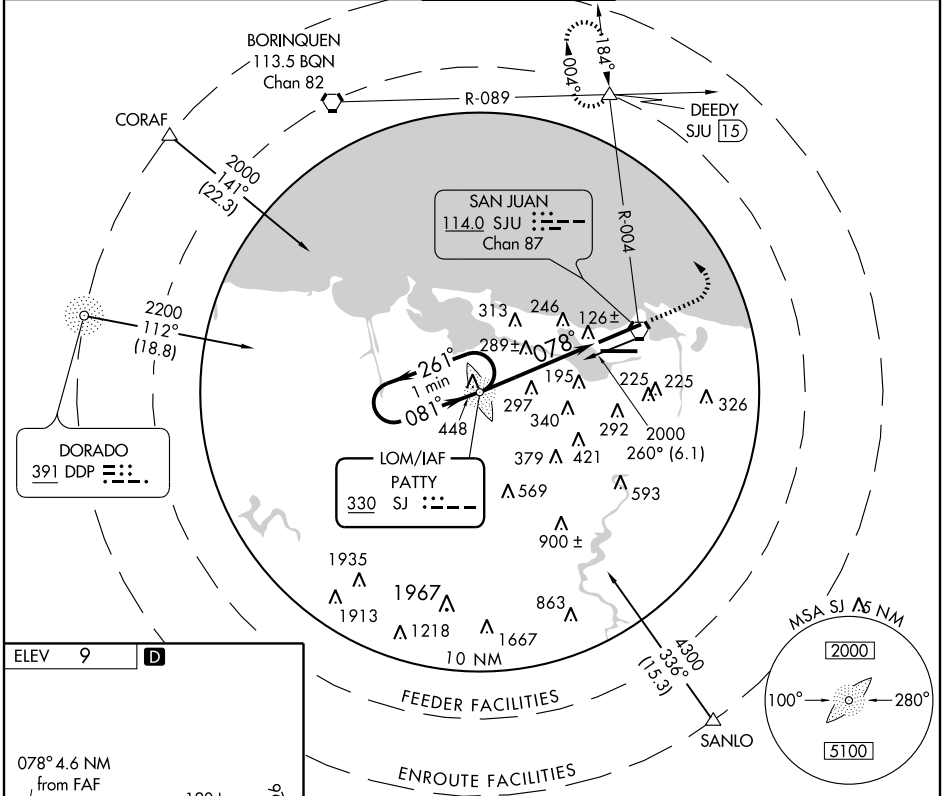 BORINQUEN
113.5 BQN
Chan 82
R-089
184°
004°
DEEDY
SJU 15
CORAF
2000
141°
(22.3)
SAN JUAN
114.0 SJU
Chan 87
R-004
2200
112°
(18.8)
313
246
126 ±
289 ±
078°
261°
1 min
081°
195
225
225
297
326
340
292
448
2000
260° (6.1)
DORADO
391 DDP
379
421
LOM/IAF
PATTY
330 SJ
569
593
900 ±
1935
1913
1967
863
1218
1667
10 NM
4300
336°
(15.3)
MSA SJ 25 NM
2000
100°
280°
5100
ELEV 9
D
FEEDER FACILITIES
SANLO
ENROUTE FACILITIES
078° 4.6 NM
from FAF